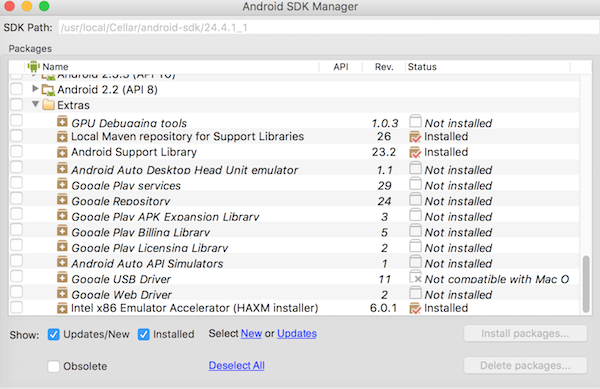 Android SDK Manager
SDK Path: /usr/local/Cellar/android-sdk/24.4.1_1
Packages
Name API Rev. Status
Android 2.3.3 (API 10)
Android 2.2 (API 8)
Extras
GPU Debugging tools 1.0.3 Not installed
Local Maven repository for Support Libraries 26 Installed
Android Support Library 23.2 Installed
Android Auto Desktop Head Unit emulator 1.1 Not installed
Google Play services 29 Not installed
Google Repository 24 Not installed
Google Play APK Expansion Library 3 Not installed
Google Play Billing Library 5 Not installed
Google Play Licensing Library 2 Not installed
Android Auto API Simulators 1 Not installed
Google USB Driver 11 Not compatible with Mac O
Google Web Driver 2 Not installed
Intel x86 Emulator Accelerator (HAXM installer) 6.0.1 Installed
Show: Updates/New Installed Select New or Updates Install packages...
Obsolete Deselect All Delete packages...